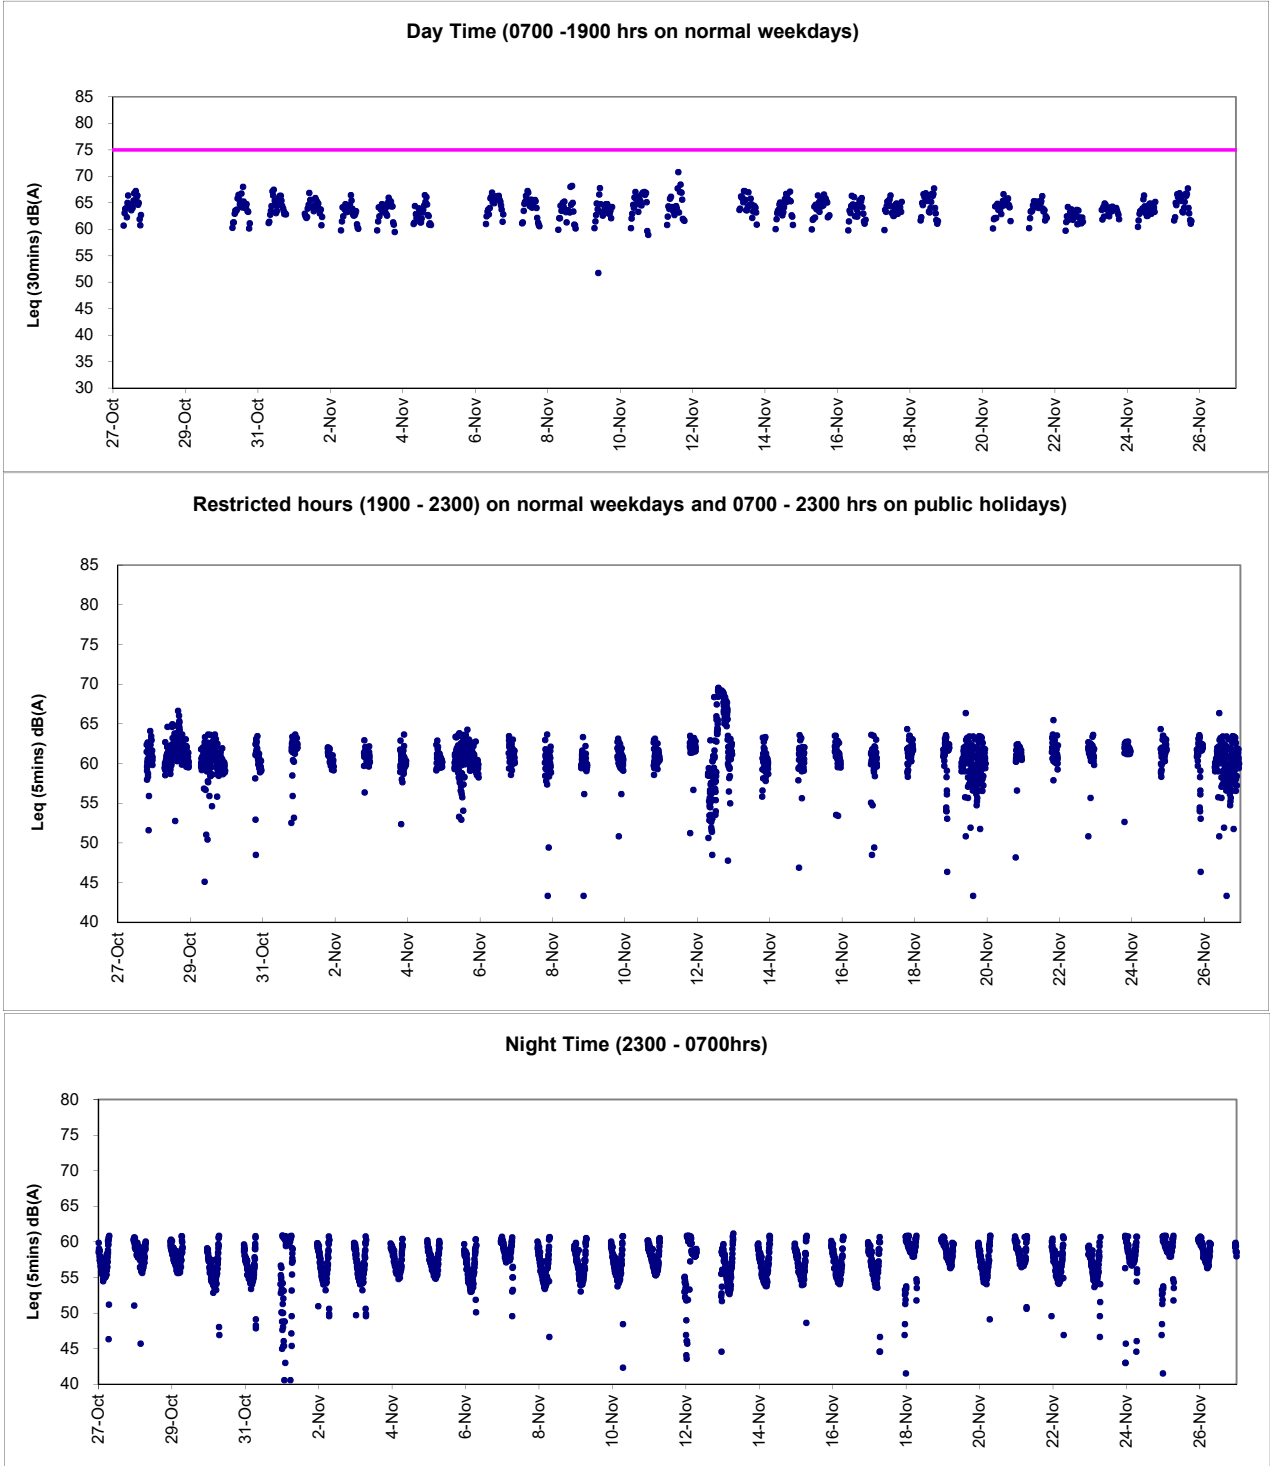 Day Time (0700 -1900 hrs on normal weekdays)
Leq (30mins) dB(A)
85
80
75
70
65
60
55
50
45
40
35
30
27-Oct
29-Oct
31-Oct
2-Nov
4-Nov
6-Nov
8-Nov
10-Nov
12-Nov
14-Nov
16-Nov
18-Nov
20-Nov
22-Nov
24-Nov
26-Nov
Restricted hours (1900 - 2300) on normal weekdays and 0700 - 2300 hrs on public holidays)
Leq (5mins) dB(A)
85
80
75
70
65
60
55
50
45
40
27-Oct
29-Oct
31-Oct
2-Nov
4-Nov
6-Nov
8-Nov
10-Nov
12-Nov
14-Nov
16-Nov
18-Nov
20-Nov
22-Nov
24-Nov
26-Nov
Night Time (2300 - 0700hrs)
Leq (5mins) dB(A)
80
75
70
65
60
55
50
45
40
27-Oct
29-Oct
31-Oct
2-Nov
4-Nov
6-Nov
8-Nov
10-Nov
12-Nov
14-Nov
16-Nov
18-Nov
20-Nov
22-Nov
24-Nov
26-Nov